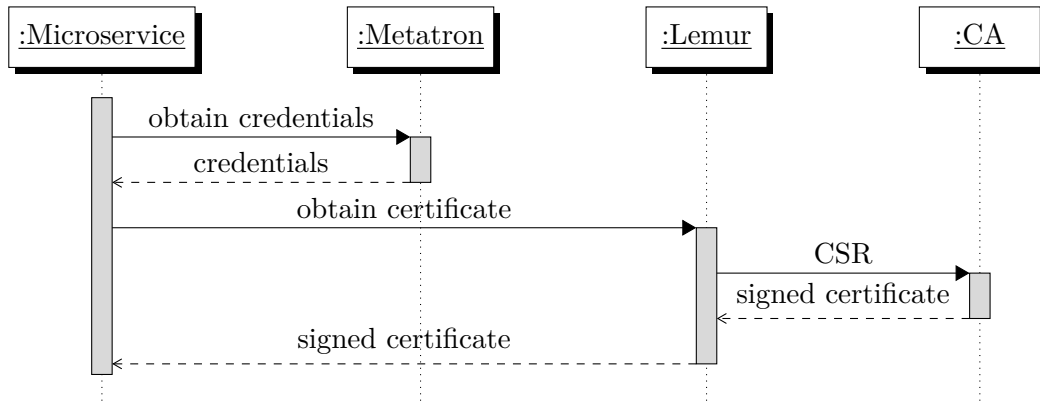 :Microservice
:Metatron
:Lemur
:CA
obtain credentials
credentials
obtain certificate
CSR
signed certificate
signed certificate